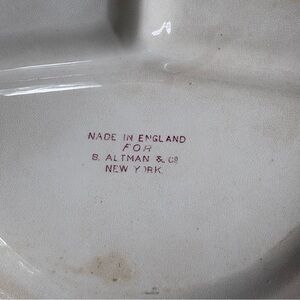 MADE IN ENGLAND
FOR
B. ALTMAN & Co
NEW YORK